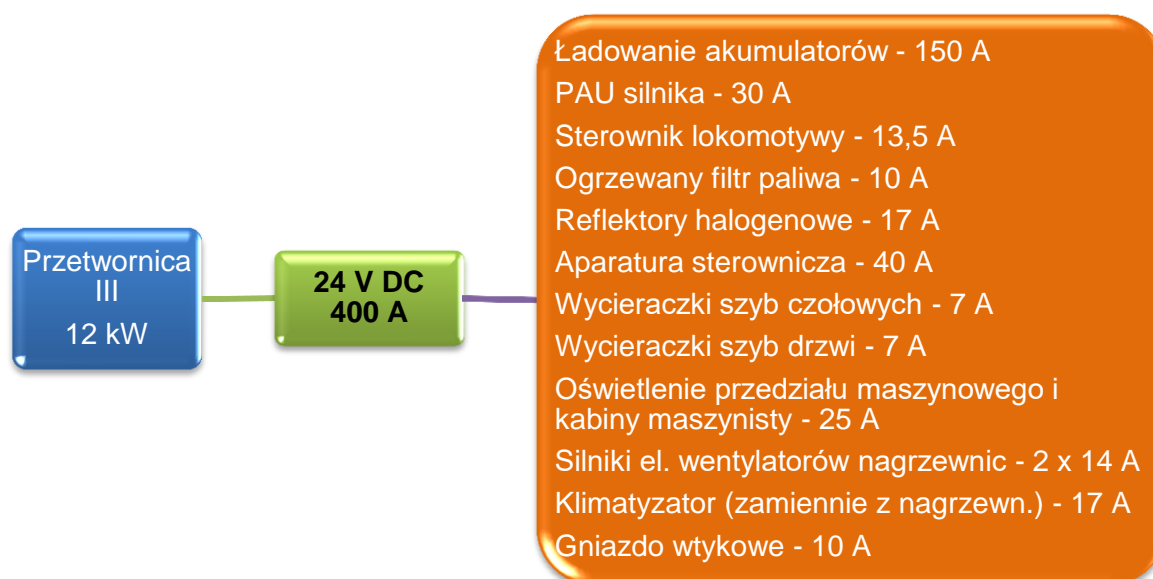 Przetwornica
III
12 kW
24 V DC
400 A
Ładowanie akumulatorów - 150 A
PAU silnika - 30 A
Sterownik lokomotywy - 13,5 A
Ogrzewany filtr paliwa - 10 A
Reflektory halogenowe - 17 A
Aparatura sterownicza - 40 A
Wycieraczki szyb czołowych - 7 A
Wycieraczki szyb drzwi - 7 A
Oświetlenie przedziału maszynowego i
kabiny maszynisty - 25 A
Silniki el. wentylatorów nagrzewnic - 2 x 14 A
Klimatyzator (zamiennie z nagrzewn.) - 17 A
Gniazdo wtykowe - 10 A